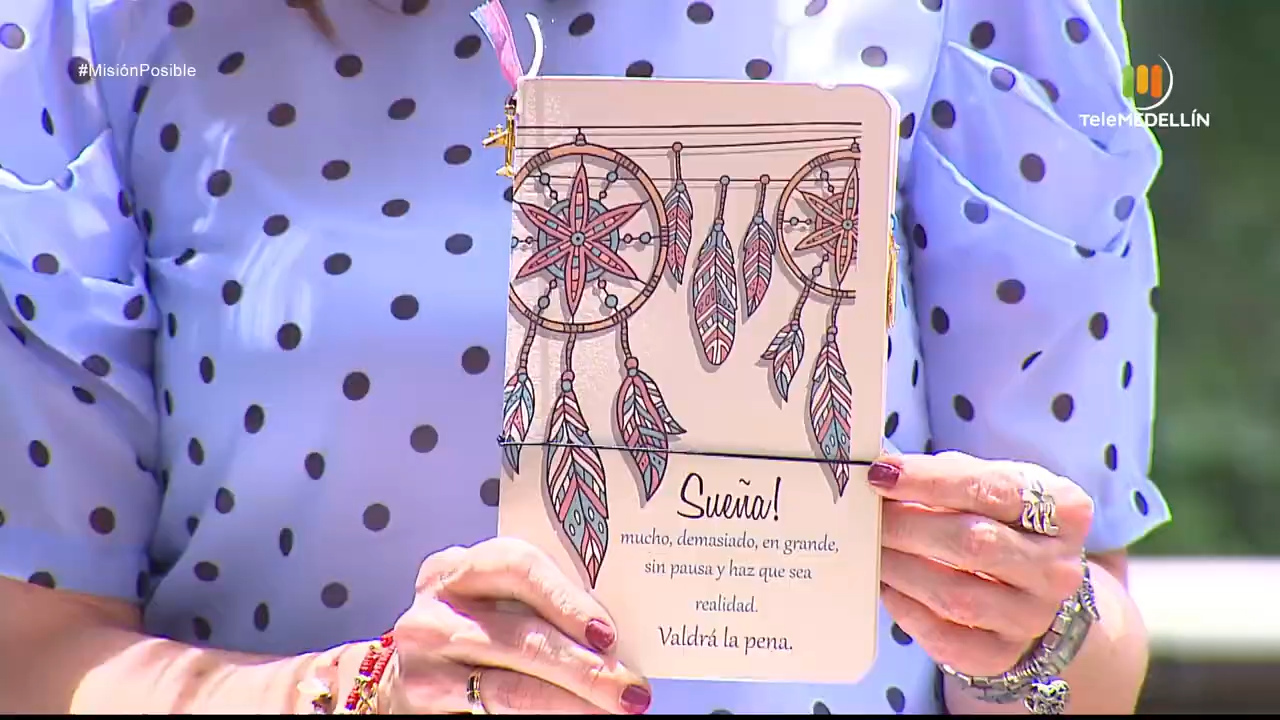 #MisiónPosible
TeleMEDELLÍN
Sueña!
mucho, demasiado, en grande,
sin pausa y haz que sea
realidad.
Valdrá la pena.